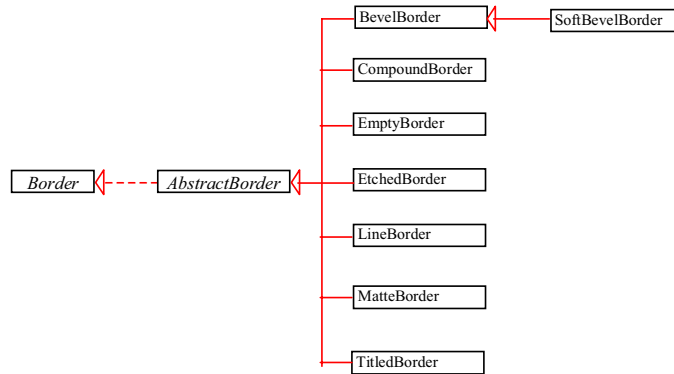 BevelBorder
SoftBevelBorder
CompoundBorder
EmptyBorder
Border
AbstractBorder
EtchedBorder
LineBorder
MatteBorder
TitledBorder